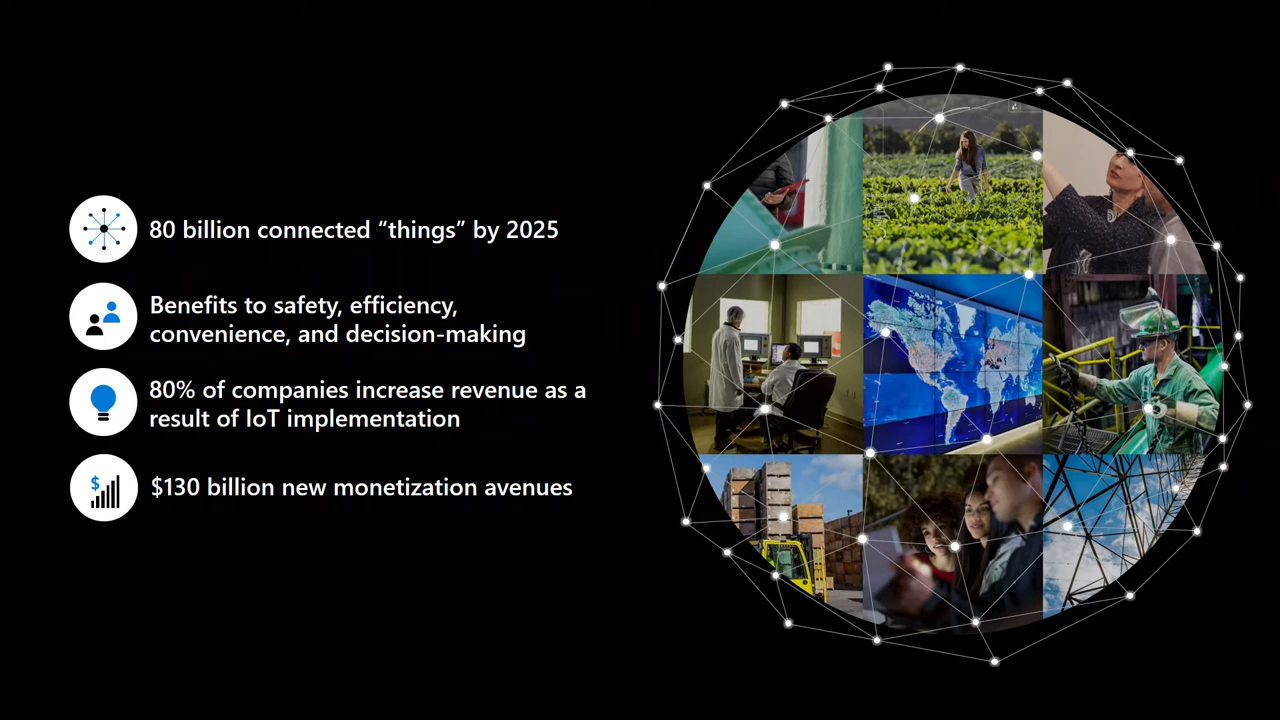 80 billion connected “things” by 2025
Benefits to safety, efficiency,
convenience, and decision-making
80% of companies increase revenue as a
result of IoT implementation
$
$130 billion new monetization avenues